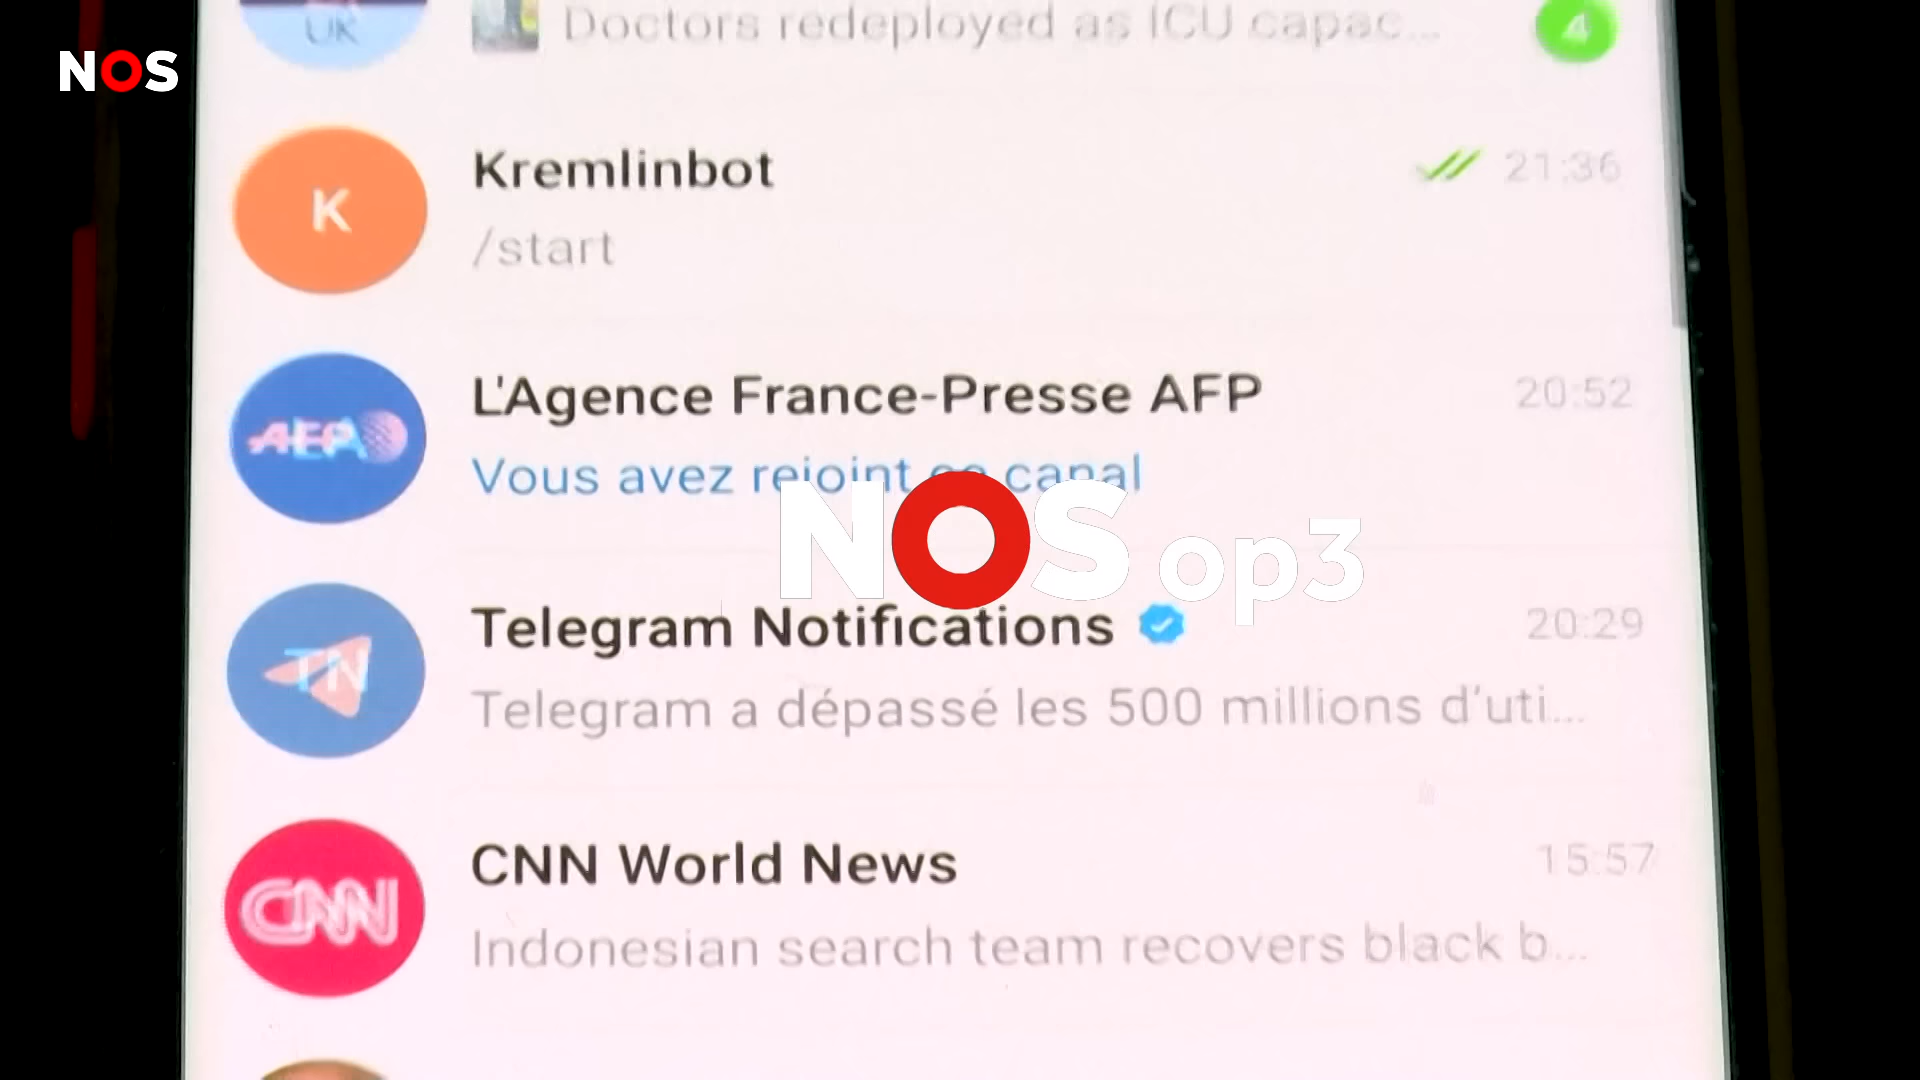 UK
Doctors redeployed as ICU capac...
4
NOS
Kremlinbot
21:36
K
/start
L'Agence France-Presse AFP
20:52
AFP
Vous avez rejoint ce canal
NOS op3
Telegram Notifications
20:29
TN
Telegram a dépassé les 500 millions d'uti...
CNN World News
15:57
CNN
Indonesian search team recovers black b...